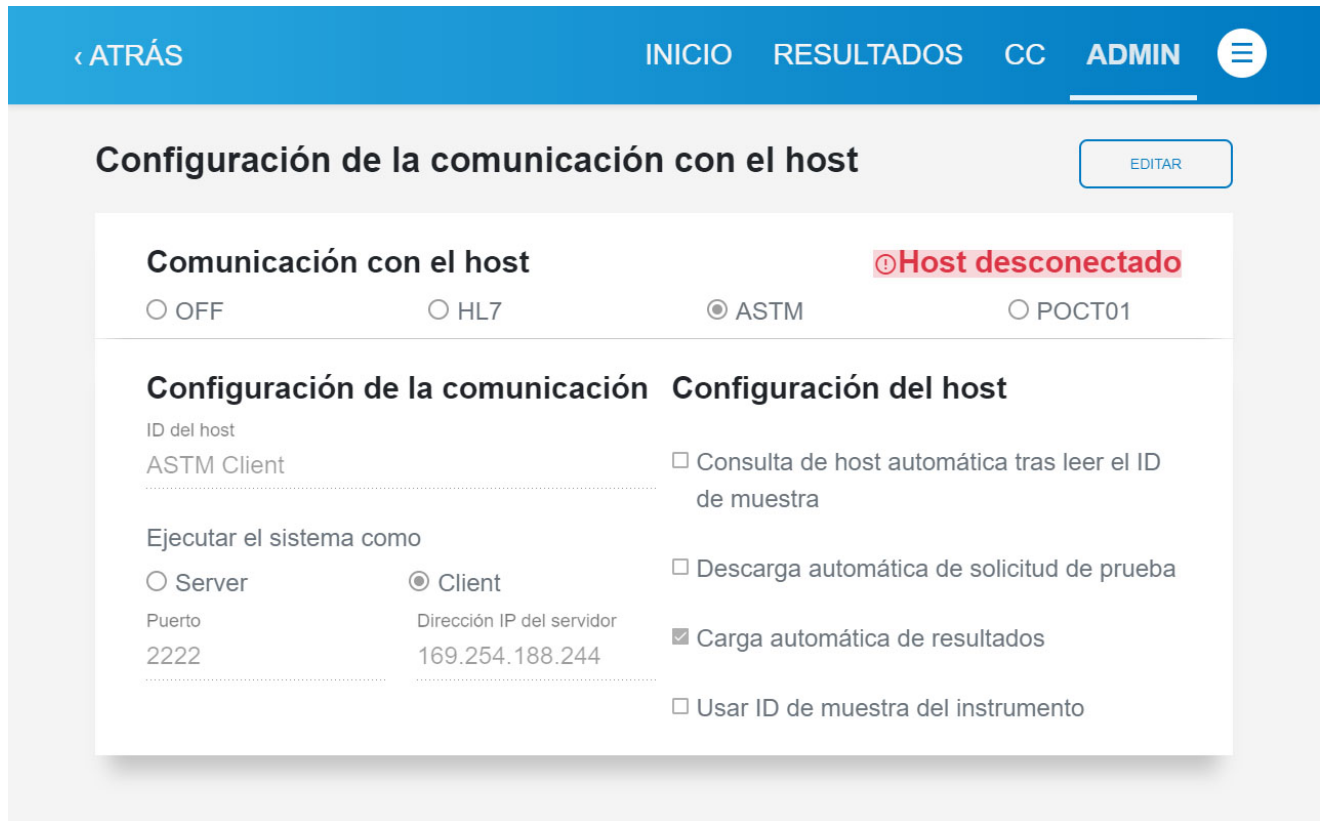 ‹ ATRÁS
INICIO RESULTADOS CC ADMIN
Configuración de la comunicación con el host
EDITAR
Comunicación con el host
Host desconectado
OFF HL7 ASTM POCT01
Configuración de la comunicación
ID del host
ASTM Client
Ejecutar el sistema como
Server Client
Puerto Dirección IP del servidor
2222 169.254.188.244
Configuración del host
Consulta de host automática tras leer el ID
de muestra
Descarga automática de solicitud de prueba
Carga automática de resultados
Usar ID de muestra del instrumento